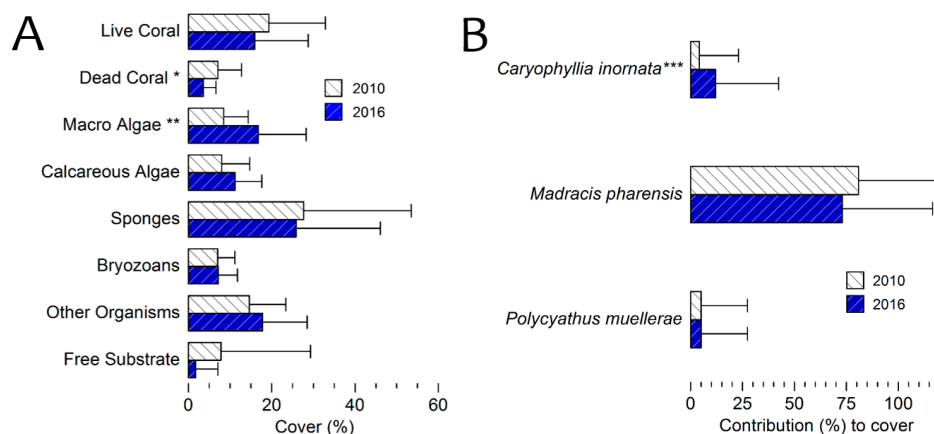 A
Live Coral
Dead Coral *
Macro Algae **
Calcareous Algae
Sponges
Bryozoans
Other Organisms
Free Substrate
2010
2016
0 20 40 60
Cover (%)
B
Caryophyllia inornata***
Madracis pharensis
Polycyathus muellerae
2010
2016
0 25 50 75 100
Contribution (%) to cover